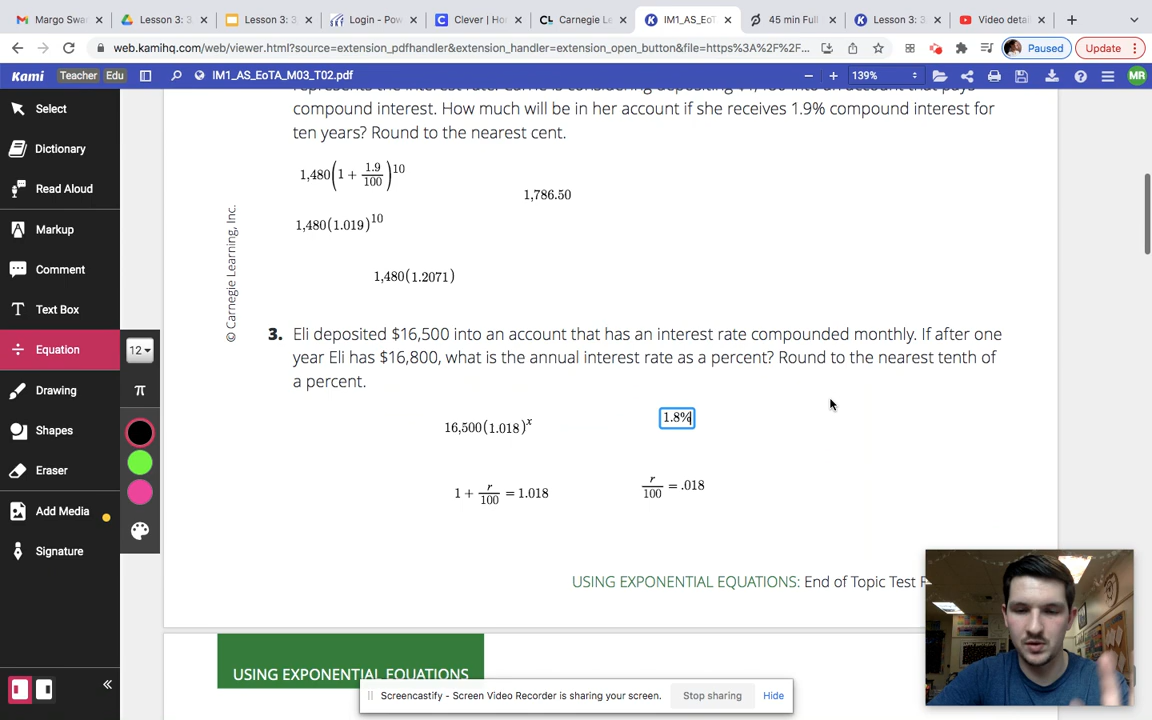 Margo Swa
Lesson 3: 3.
Lesson 3: 3
Login - Pow
Clever | Ho
CL Carnegie Le
IM1_AS_EoT
45 min Full
Lesson 3: 3
Video detai
web.kamihq.com/web/viewer.html?source=extension_pdfhandler&extension_handler=extension_open_button&file=https%3A%2F%2F...
Paused
Update
Kami Teacher Edu
IM1_AS_EoTA_M03_T02.pdf
139%
MR
Select
Dictionary
Read Aloud
Markup
Comment
Text Box
Equation
Drawing
Shapes
Eraser
Add Media
Signature
12
π
compound interest. How much will be in her account if she receives 1.9% compound interest for
ten years? Round to the nearest cent.
1,480(1 + 1.9/100)^10
1,786.50
1,480(1.019)^10
1,480(1.2071)
© Carnegie Learning, Inc.
3. Eli deposited $16,500 into an account that has an interest rate compounded monthly. If after one
year Eli has $16,800, what is the annual interest rate as a percent? Round to the nearest tenth of
a percent.
16,500(1.018)^x
1.8%
1 + r/100 = 1.018
r/100 = .018
USING EXPONENTIAL EQUATIONS: End of Topic Test
USING EXPONENTIAL EQUATIONS
Screencastify - Screen Video Recorder is sharing your screen.
Stop sharing
Hide